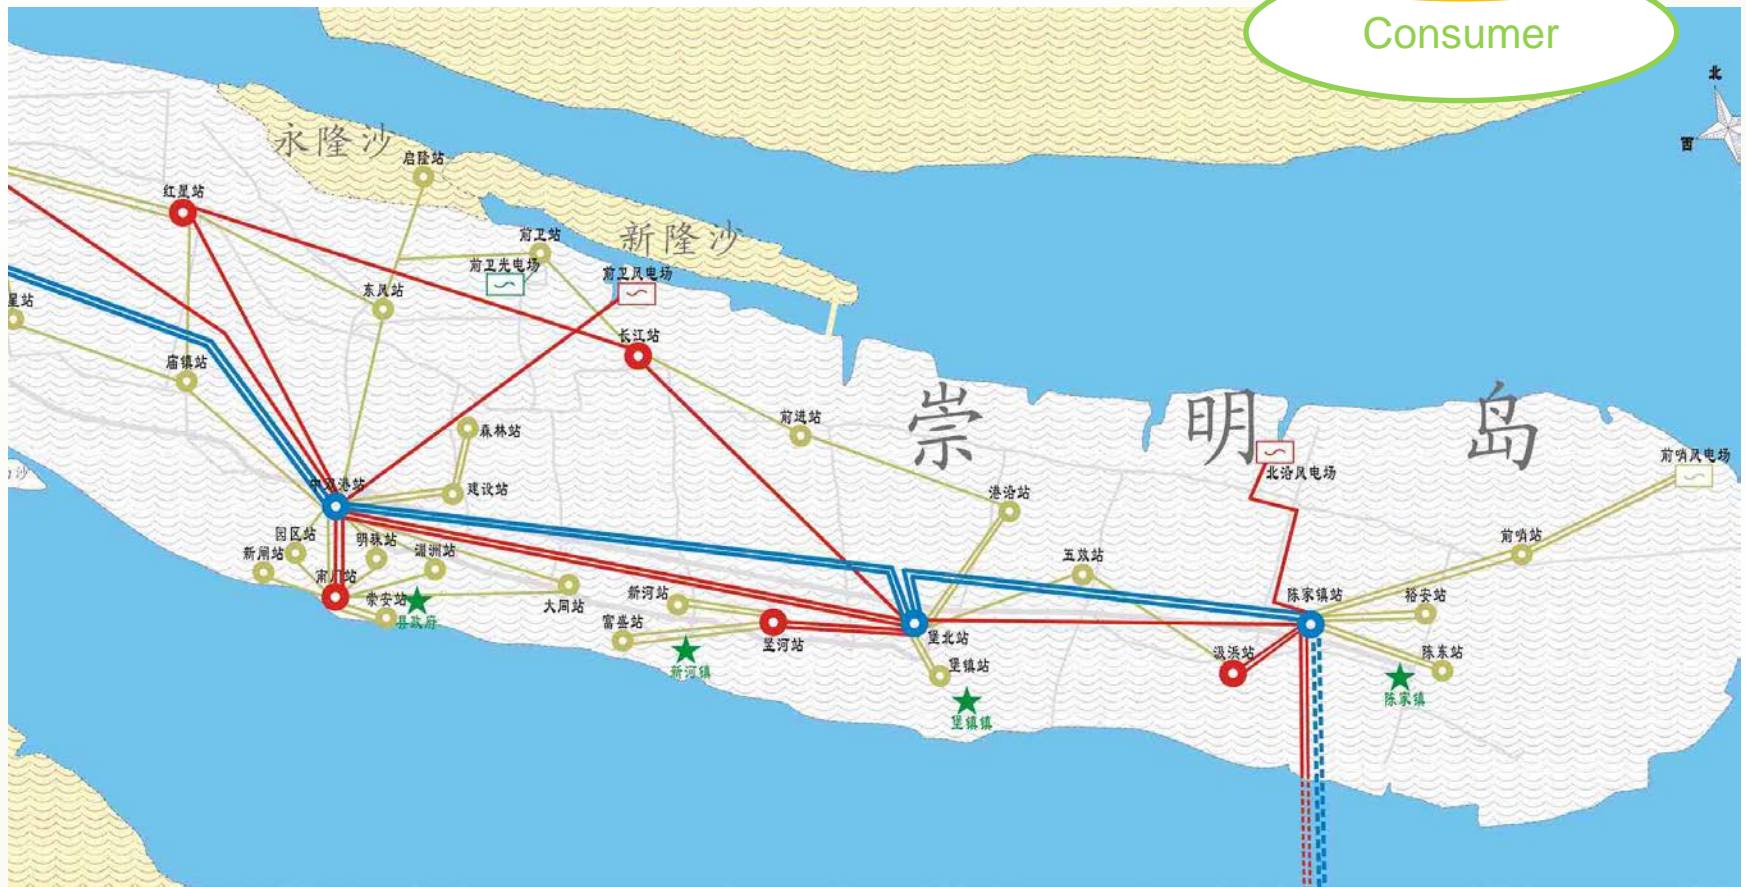 Consumer
北
西
永隆沙
启隆站
红星站
前卫站
新隆沙
前卫光电场
前卫风电场
东风站
星站
长江站
庙镇站
崇明岛
前进站
森林站
前哨风电场
北沿风电场
中双港站
建设站
港沿站
园区站
明珠站
前哨站
新闸站
湄洲站
五效站
南门站
崇安站
县政府
大同站
新河站
陈家镇站
裕安站
富盛站
竖河站
堡北站
汲浜站
陈东站
新河镇
堡镇站
陈家镇
堡镇镇
沙